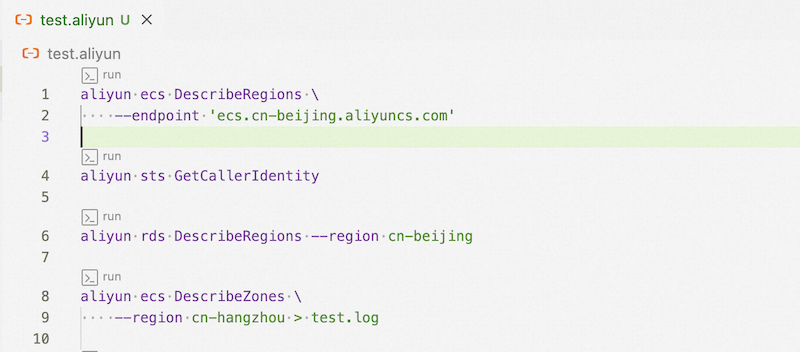 test.aliyun U
test.aliyun
run
1 aliyun ecs DescribeRegions \
2 ····--endpoint 'ecs.cn-beijing.aliyuncs.com'
3
run
4 aliyun sts GetCallerIdentity
5
run
6 aliyun rds DescribeRegions --region cn-beijing
7
run
8 aliyun ecs DescribeZones \
9 ····--region cn-hangzhou > test.log
10